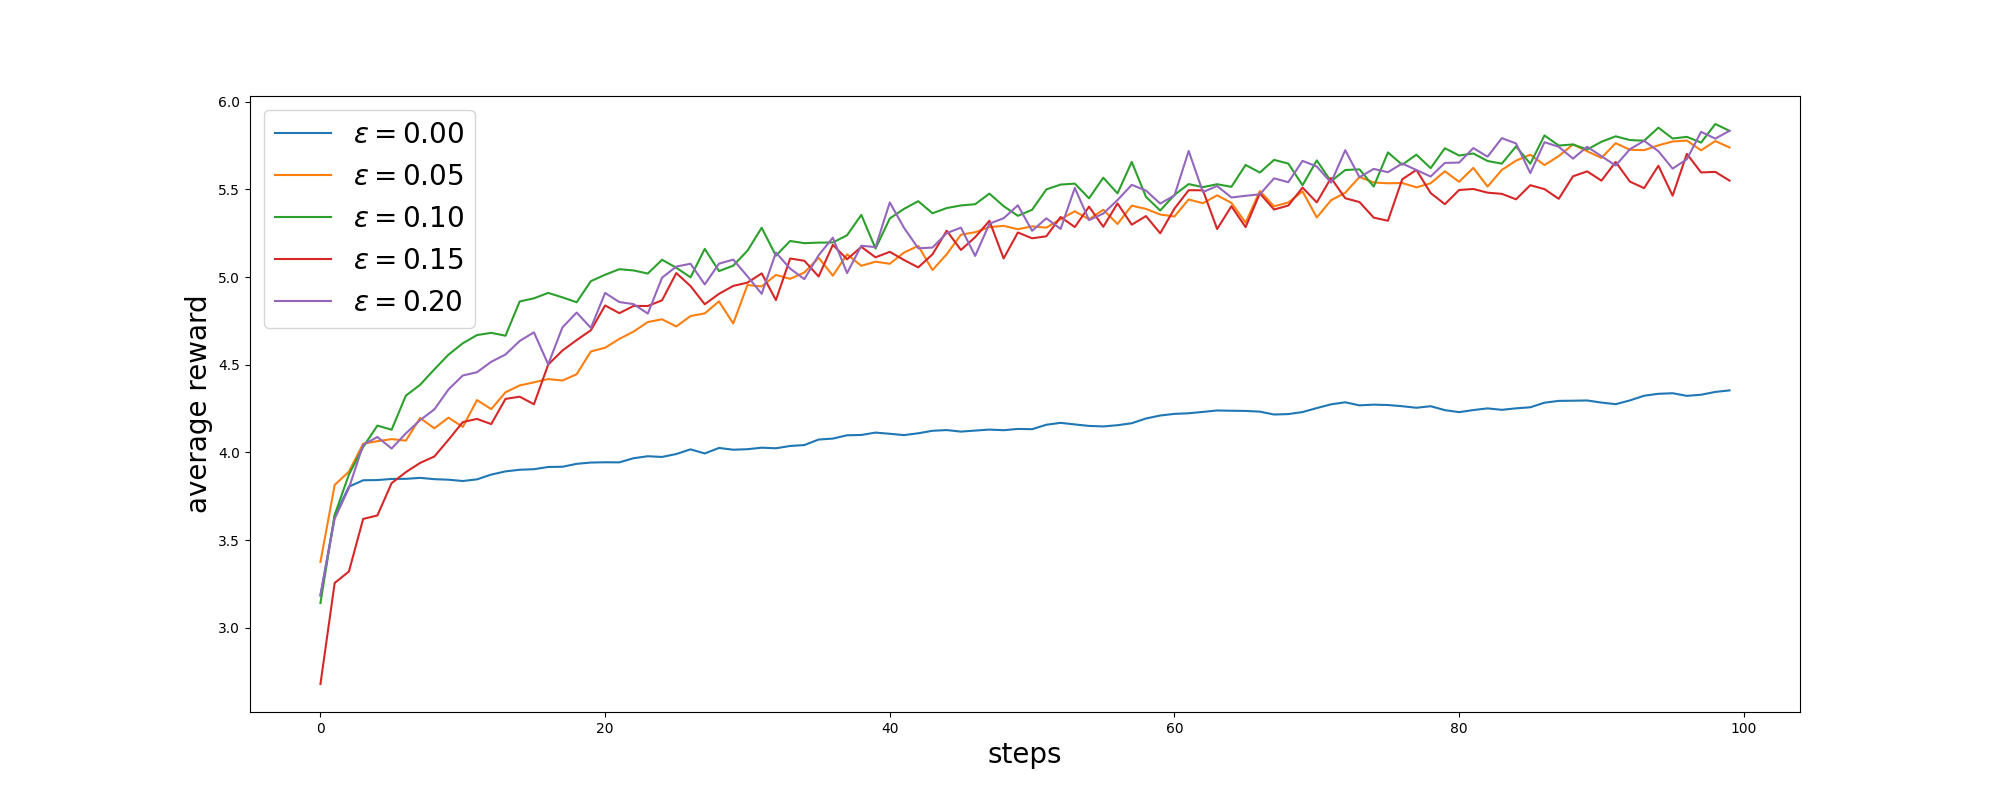 6.0
5.5
5.0
4.5
4.0
3.5
3.0
average reward
ε = 0.00
ε = 0.05
ε = 0.10
ε = 0.15
ε = 0.20
0 20 40 60 80 100
steps